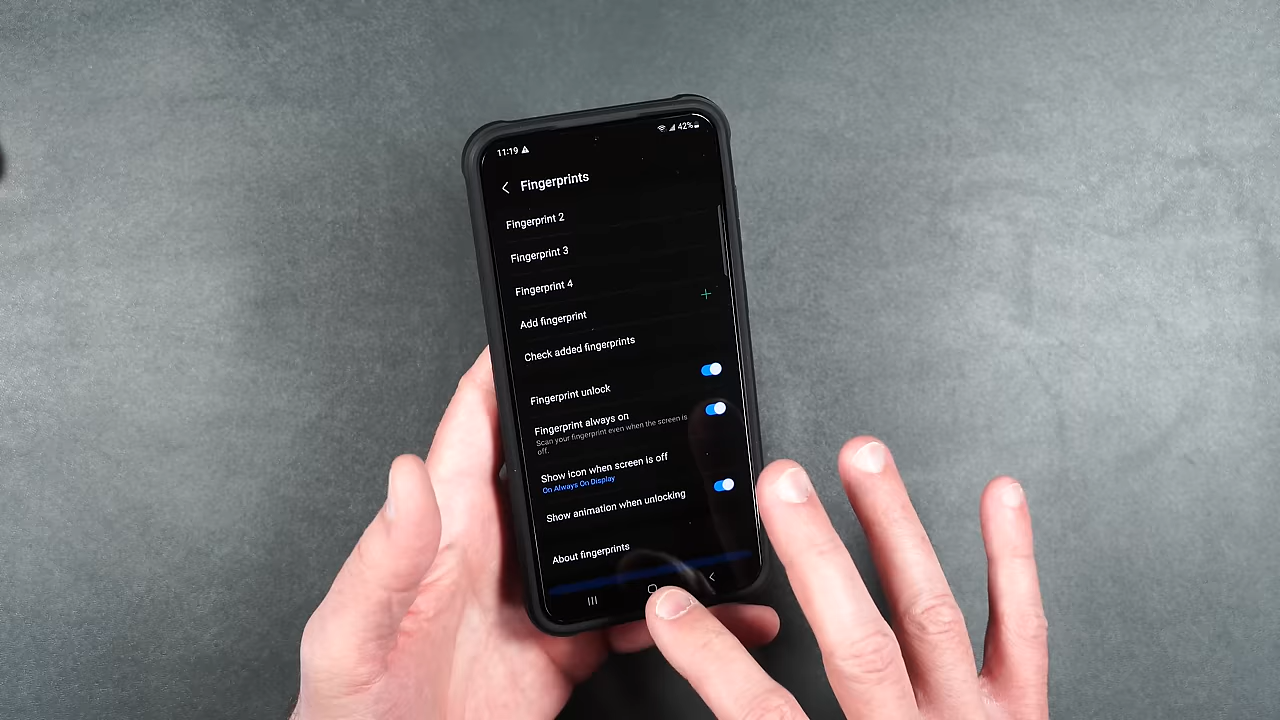 11:19
42%
Fingerprints
Fingerprint 2
Fingerprint 3
Fingerprint 4
Add fingerprint
Check added fingerprints
Fingerprint unlock
Fingerprint always on
Scan your fingerprint even when the screen is
off.
Show icon when screen is off
On Always On Display
Show animation when unlocking
About fingerprints